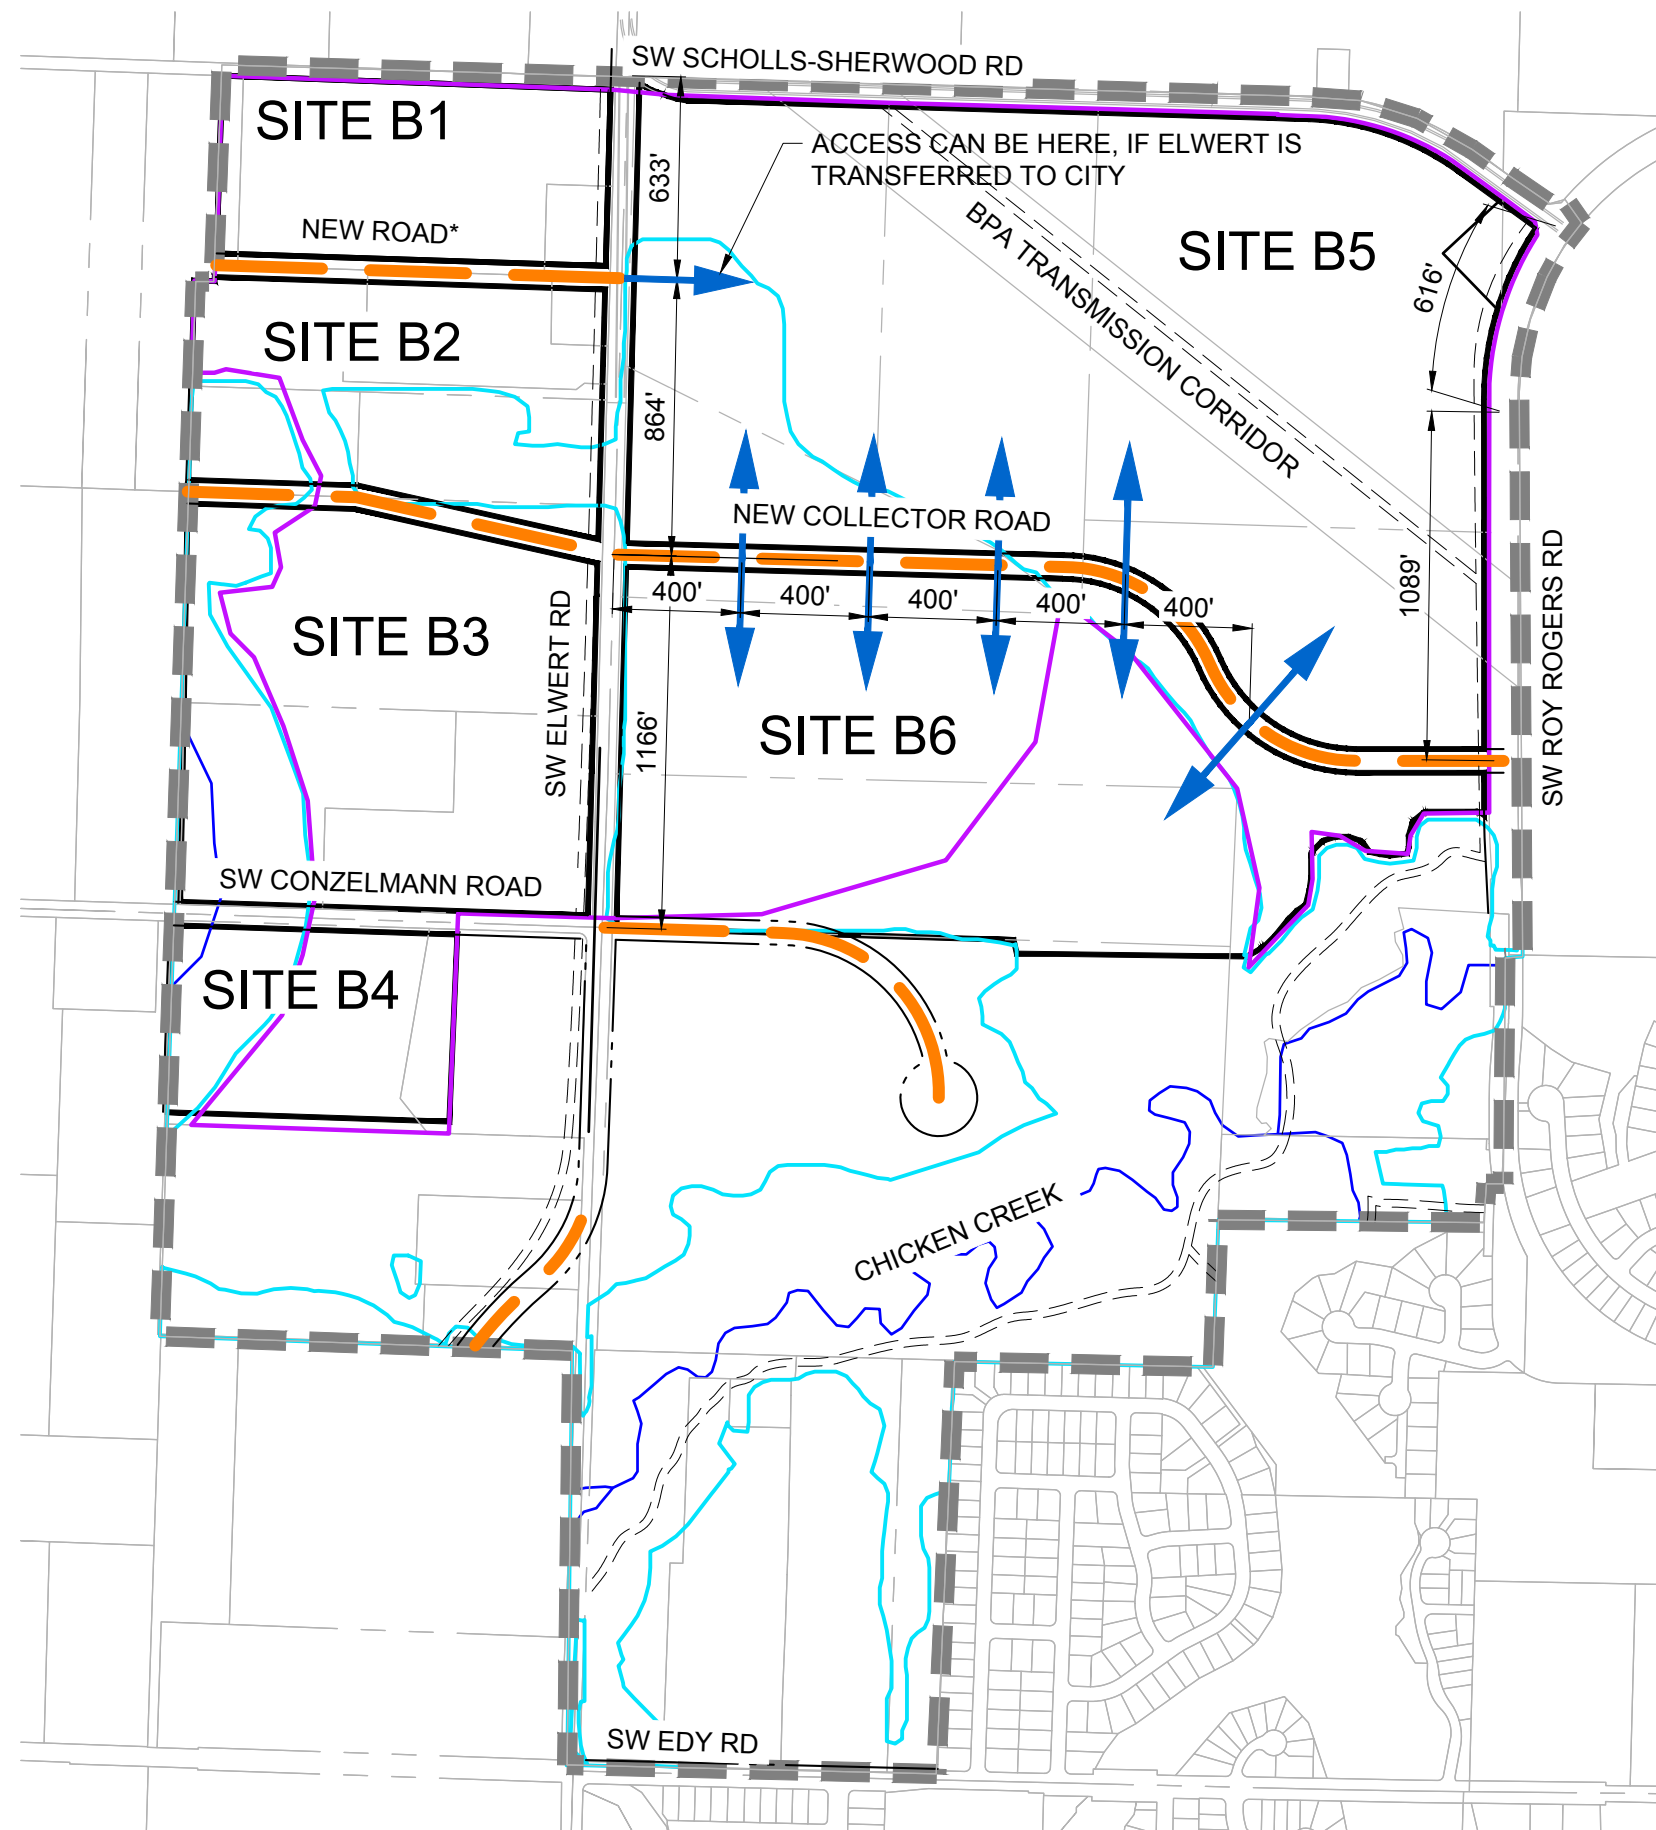 SW SCHOLLS-SHERWOOD RD
SITE B1
ACCESS CAN BE HERE, IF ELWERT IS
TRANSFERRED TO CITY
633'
NEW ROAD*
BPA TRANSMISSION CORRIDOR
SITE B5
616'
SITE B2
864'
NEW COLLECTOR ROAD
400'
400'
400'
400'
400'
1089'
SW ROY ROGERS RD
SITE B3
SW ELWERT RD
1166'
SITE B6
SW CONZELMANN ROAD
SITE B4
CHICKEN CREEK
SW EDY RD